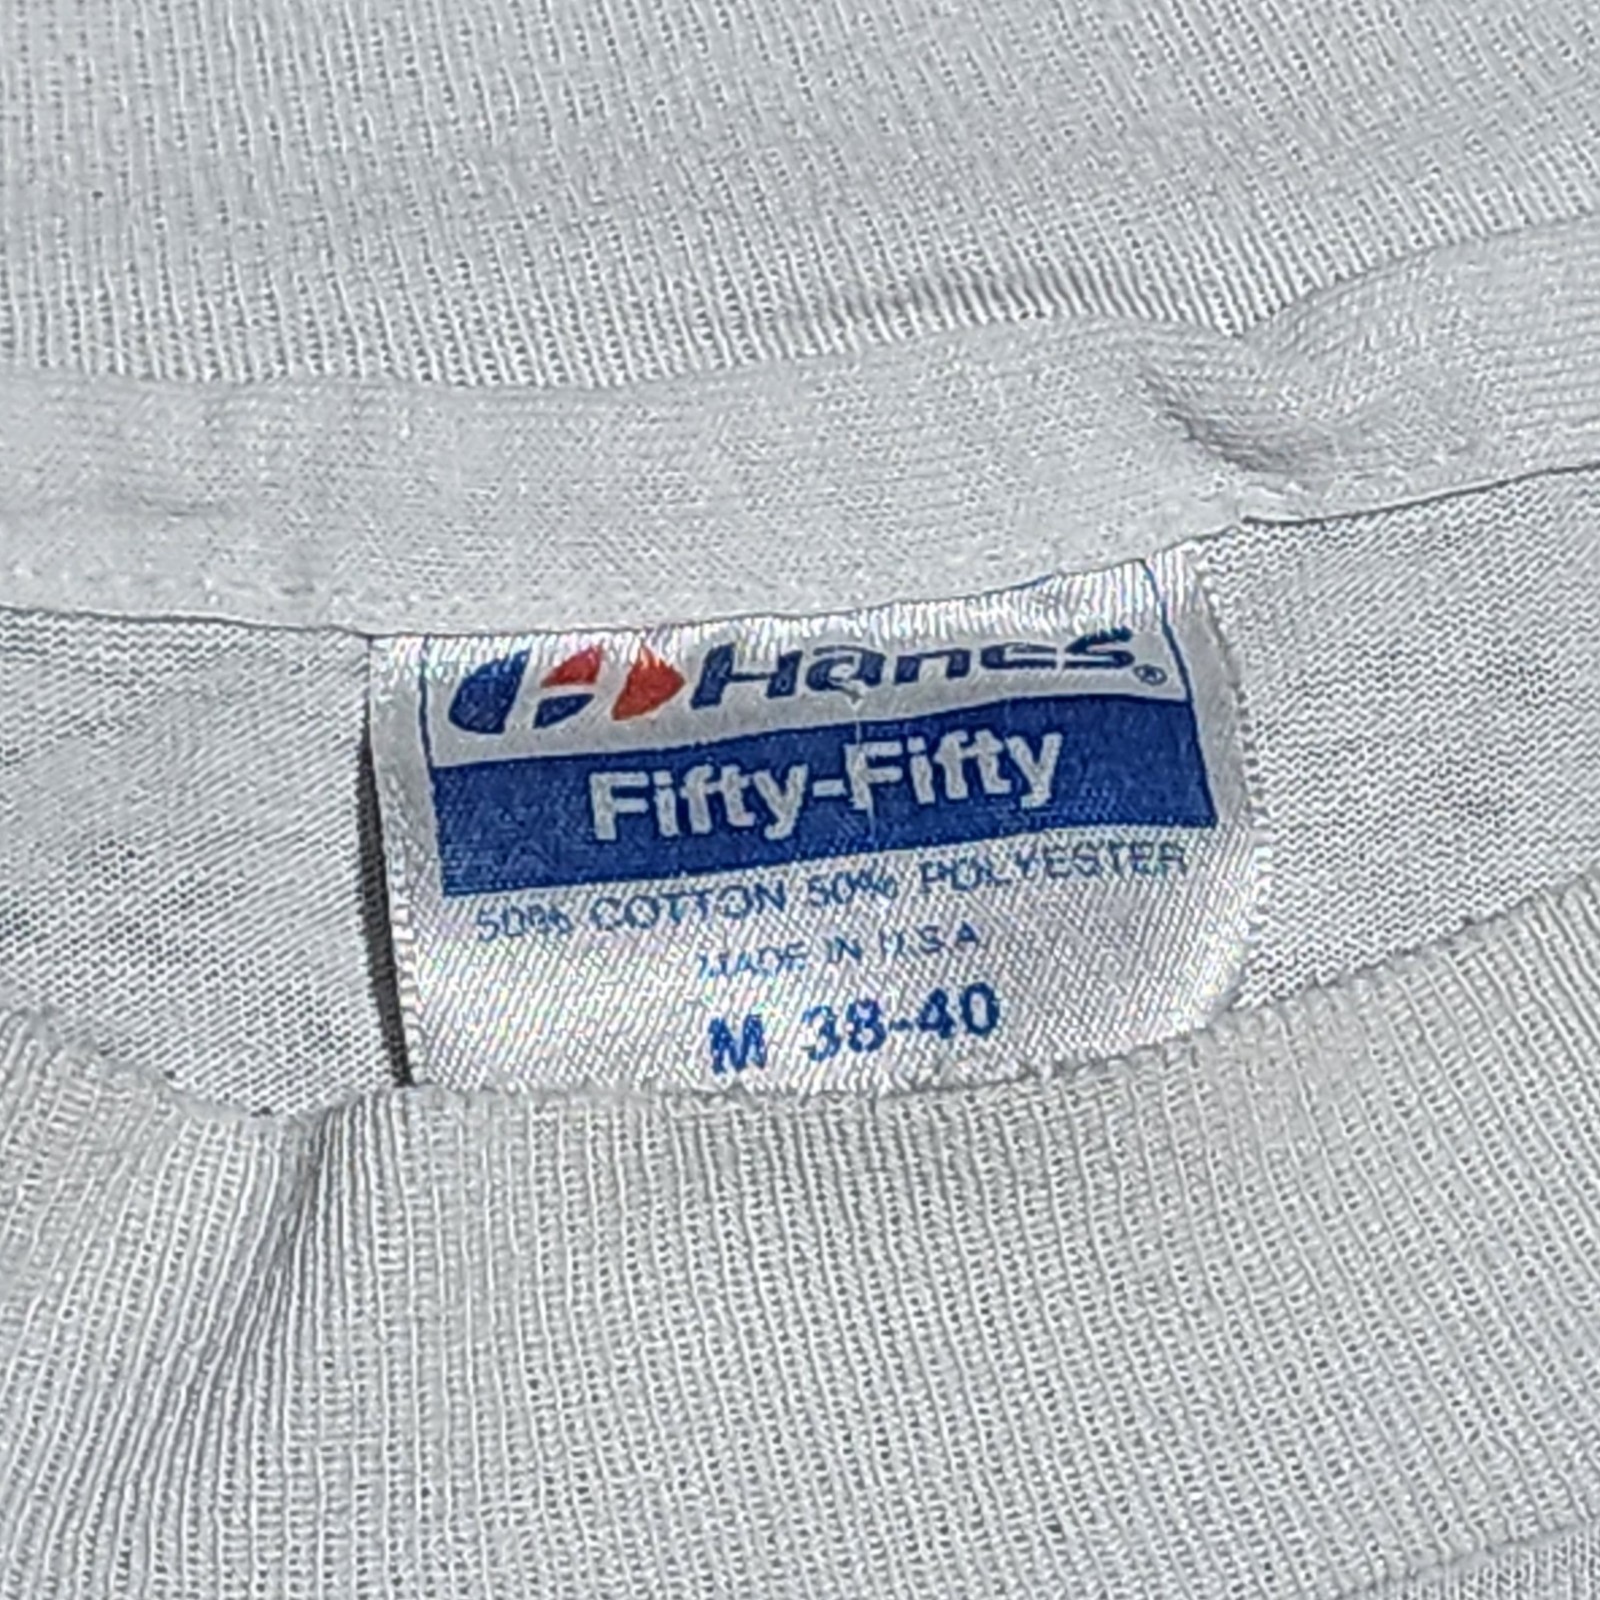 Hanes®
Fifty-Fifty
50% COTTON 50% POLYESTER
MADE IN U.S.A.
M 38-40